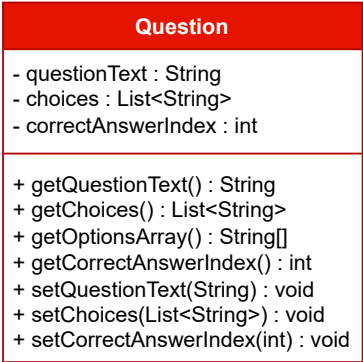 Question
- questionText : String
- choices : List<String>
- correctAnswerIndex : int
+ getQuestionText() : String
+ getChoices() : List<String>
+ getOptionsArray() : String[]
+ getCorrectAnswerIndex() : int
+ setQuestionText(String) : void
+ setChoices(List<String>) : void
+ setCorrectAnswerIndex(int) : void